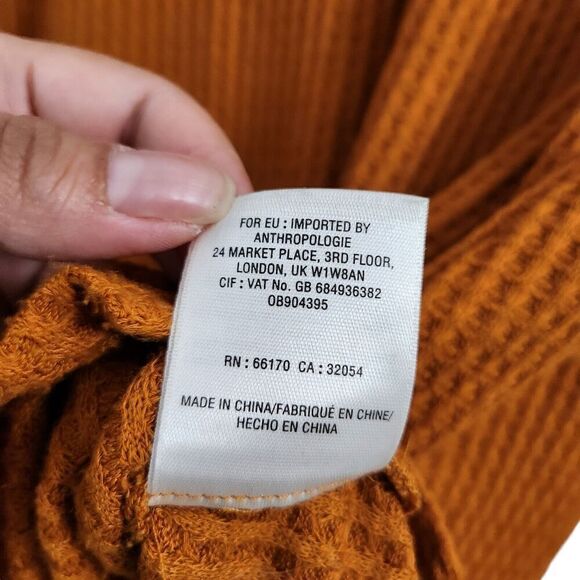 FOR EU : IMPORTED BY
ANTHROPOLOGIE
24 MARKET PLACE, 3RD FLOOR,
LONDON, UK W1W8AN
CIF : VAT No. GB 684936382
OB904395
RN : 66170 CA : 32054
MADE IN CHINA/FABRIQUÉ EN CHINE/
HECHO EN CHINA